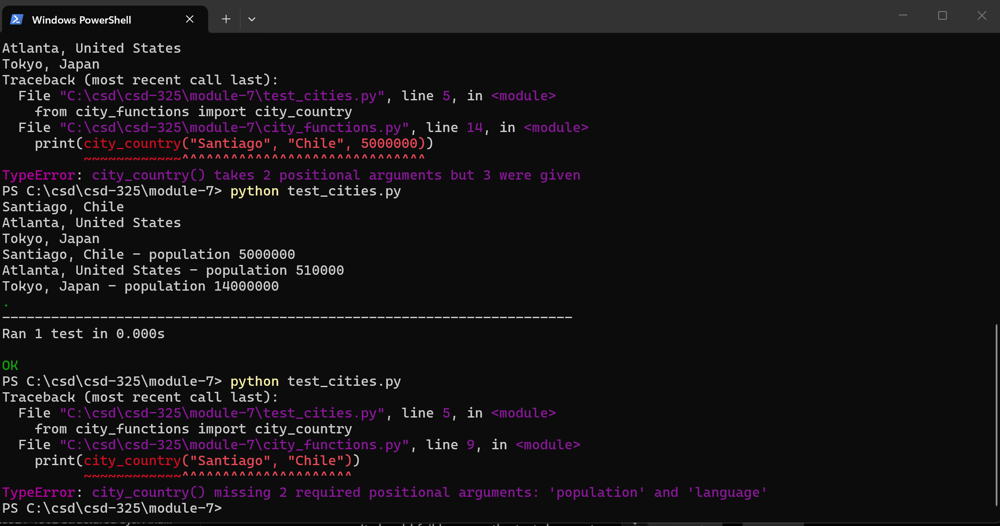 Windows PowerShell
Atlanta, United States
Tokyo, Japan
Traceback (most recent call last):
  File "C:\csd\csd-325\module-7\test_cities.py", line 5, in <module>
    from city_functions import city_country
  File "C:\csd\csd-325\module-7\city_functions.py", line 14, in <module>
    print(city_country("Santiago", "Chile", 5000000))
          ~~~~~~~~~~~~^^^^^^^^^^^^^^^^^^^^^^^^^^^^^^
TypeError: city_country() takes 2 positional arguments but 3 were given
PS C:\csd\csd-325\module-7> python test_cities.py
Santiago, Chile
Atlanta, United States
Tokyo, Japan
Santiago, Chile - population 5000000
Atlanta, United States - population 510000
Tokyo, Japan - population 14000000
.
----------------------------------------------------------------------
Ran 1 test in 0.000s

OK
PS C:\csd\csd-325\module-7> python test_cities.py
Traceback (most recent call last):
  File "C:\csd\csd-325\module-7\test_cities.py", line 5, in <module>
    from city_functions import city_country
  File "C:\csd\csd-325\module-7\city_functions.py", line 9, in <module>
    print(city_country("Santiago", "Chile"))
          ~~~~~~~~~~~~^^^^^^^^^^^^^^^^^^^^^
TypeError: city_country() missing 2 required positional arguments: 'population' and 'language'
PS C:\csd\csd-325\module-7>